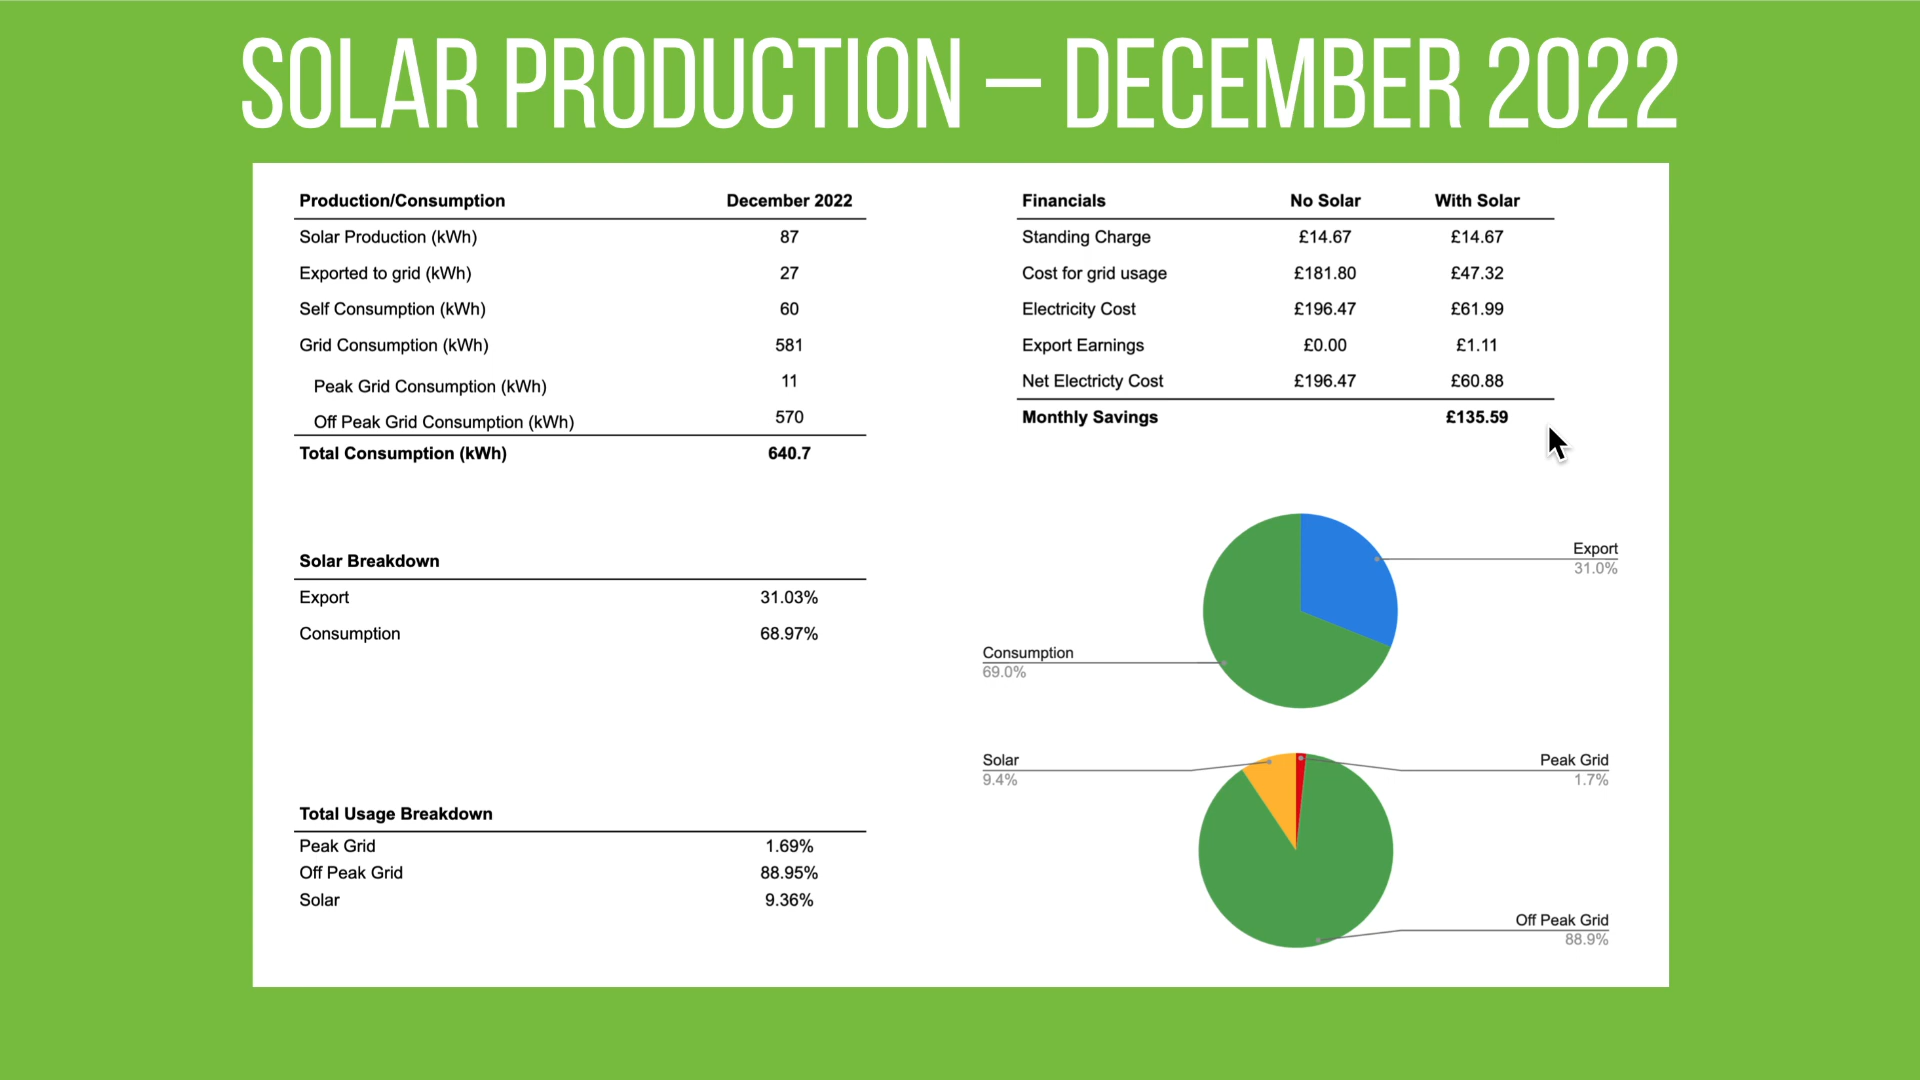 SOLAR PRODUCTION – DECEMBER 2022
Production/Consumption December 2022
Solar Production (kWh) 87
Exported to grid (kWh) 27
Self Consumption (kWh) 60
Grid Consumption (kWh) 581
Peak Grid Consumption (kWh) 11
Off Peak Grid Consumption (kWh) 570
Total Consumption (kWh) 640.7
Financials No Solar With Solar
Standing Charge £14.67 £14.67
Cost for grid usage £181.80 £47.32
Electricity Cost £196.47 £61.99
Export Earnings £0.00 £1.11
Net Electricty Cost £196.47 £60.88
Monthly Savings £135.59
Solar Breakdown
Export 31.03%
Consumption 68.97%
Export
31.0%
Consumption
69.0%
Total Usage Breakdown
Peak Grid 1.69%
Off Peak Grid 88.95%
Solar 9.36%
Solar
9.4%
Peak Grid
1.7%
Off Peak Grid
88.9%